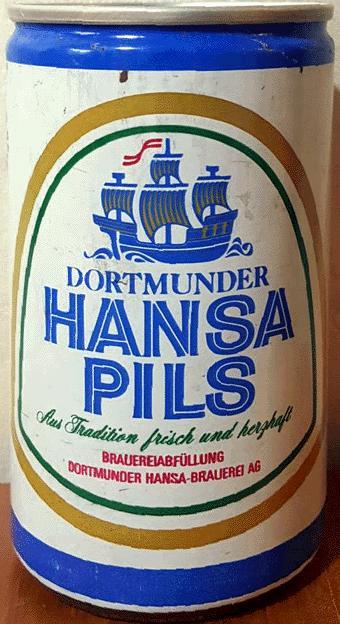 DORTMUNDER
HANSA
PILS
Aus Tradition frisch und herzhaft
BRAUEREIABFÜLLUNG
DORTMUNDER HANSA-BRAUEREI AG